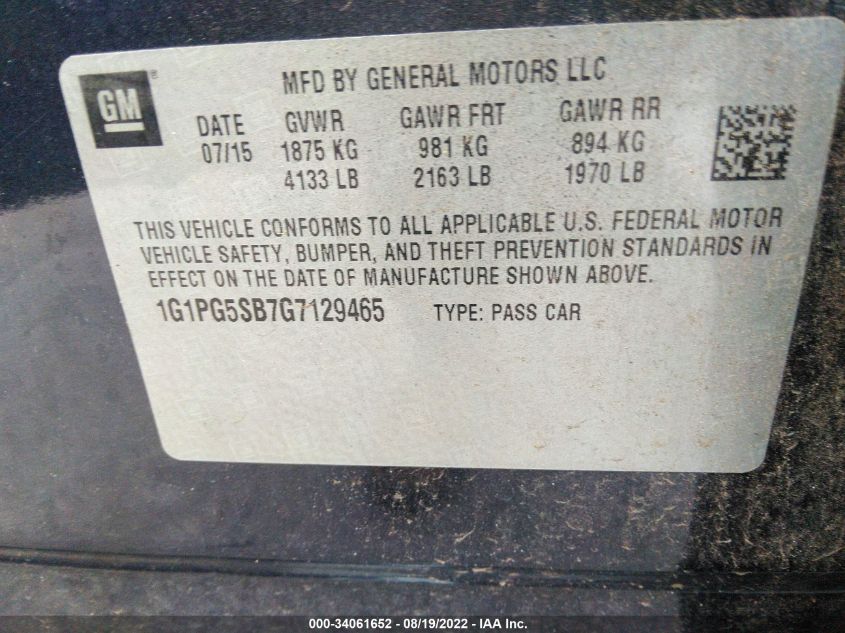 GM®
MFD BY GENERAL MOTORS LLC
DATE GVWR GAWR FRT GAWR RR
07/15 1875 KG 981 KG 894 KG
4133 LB 2163 LB 1970 LB
THIS VEHICLE CONFORMS TO ALL APPLICABLE U.S. FEDERAL MOTOR
VEHICLE SAFETY, BUMPER, AND THEFT PREVENTION STANDARDS IN
EFFECT ON THE DATE OF MANUFACTURE SHOWN ABOVE.
1G1PG5SB7G7129465 TYPE: PASS CAR
000-34061652 - 08/19/2022 - IAA Inc.